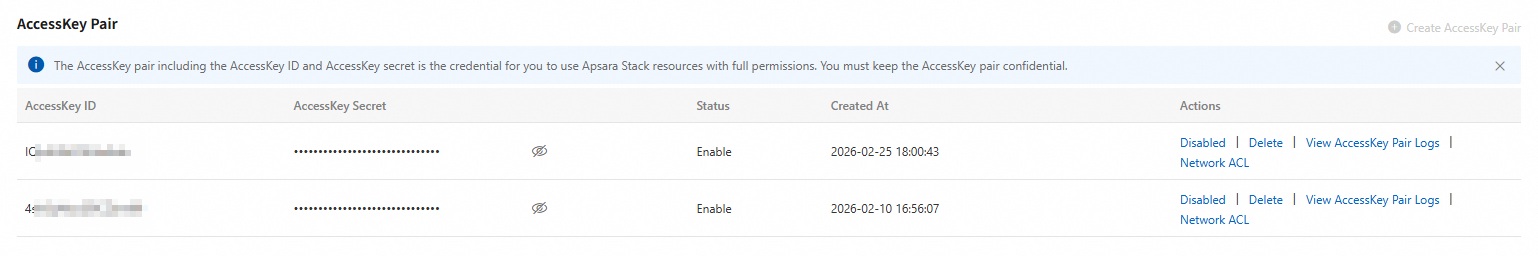 AccessKey Pair
Create AccessKey Pair
The AccessKey pair including the AccessKey ID and AccessKey secret is the credential for you to use Apsara Stack resources with full permissions. You must keep the AccessKey pair confidential.
AccessKey ID AccessKey Secret Status Created At Actions
•••••••••••••••••••••••••••••• Enable 2026-02-25 18:00:43 Disabled | Delete | View AccessKey Pair Logs |
Network ACL
•••••••••••••••••••••••••••••• Enable 2026-02-10 16:56:07 Disabled | Delete | View AccessKey Pair Logs |
Network ACL